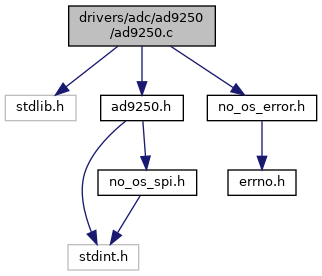 drivers/adc/ad9250
/ad9250.c
stdlib.h
ad9250.h
no_os_error.h
no_os_spi.h
errno.h
stdint.h